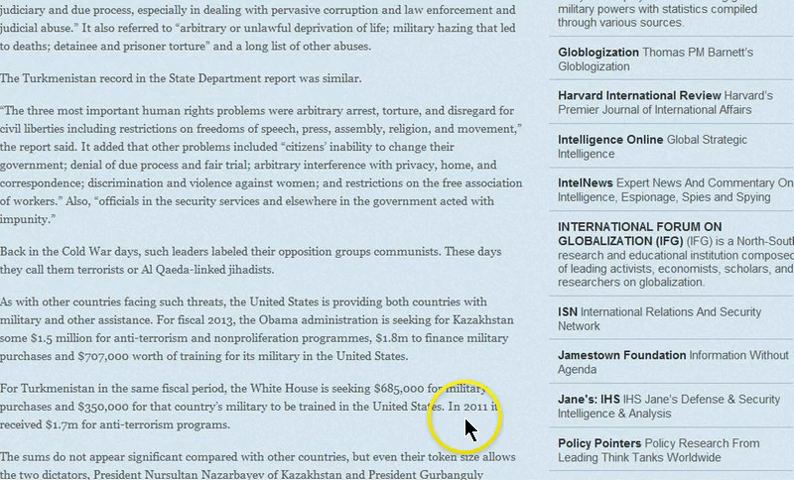 judiciary and due process, especially in dealing with pervasive corruption and law enforcement and
judicial abuse.” It also referred to “arbitrary or unlawful deprivation of life; military hazing that led
to deaths; detainee and prisoner torture” and a long list of other abuses.
The Turkmenistan record in the State Department report was similar.
“The three most important human rights problems were arbitrary arrest, torture, and disregard for
civil liberties including restrictions on freedoms of speech, press, assembly, religion, and movement,”
the report said. It added that other problems included “citizens’ inability to change their
government; denial of due process and fair trial; arbitrary interference with privacy, home, and
correspondence; discrimination and violence against women; and restrictions on the free association
of workers.” Also, “officials in the security services and elsewhere in the government acted with
impunity.”
Back in the Cold War days, such leaders labeled their opposition groups communists. These days
they call them terrorists or Al Qaeda-linked jihadists.
As with other countries facing such threats, the United States is providing both countries with
military and other assistance. For fiscal 2013, the Obama administration is seeking for Kazakhstan
some $1.5 million for anti-terrorism and nonproliferation programmes, $1.8m to finance military
purchases and $707,000 worth of training for its military in the United States.
For Turkmenistan in the same fiscal period, the White House is seeking $685,000 for military
purchases and $350,000 for that country’s military to be trained in the United States. In 2011 it
received $1.7m for anti-terrorism programs.
The sums do not appear significant compared with other countries, but even their token size allows
the two dictators, President Nursultan Nazarbayev of Kazakhstan and President Gurbanguly
military powers with statistics compiled
through various sources.
Globlogization Thomas PM Barnett’s
Globlogization
Harvard International Review Harvard’s
Premier Journal of International Affairs
Intelligence Online Global Strategic
Intelligence
IntelNews Expert News And Commentary On
Intelligence, Espionage, Spies and Spying
INTERNATIONAL FORUM ON
GLOBALIZATION (IFG) (IFG) is a North-South
research and educational institution composed
of leading activists, economists, scholars, and
researchers on globalization.
ISN International Relations And Security
Network
Jamestown Foundation Information Without
Agenda
Jane’s: IHS IHS Jane’s Defense & Security
Intelligence & Analysis
Policy Pointers Policy Research From
Leading Think Tanks Worldwide